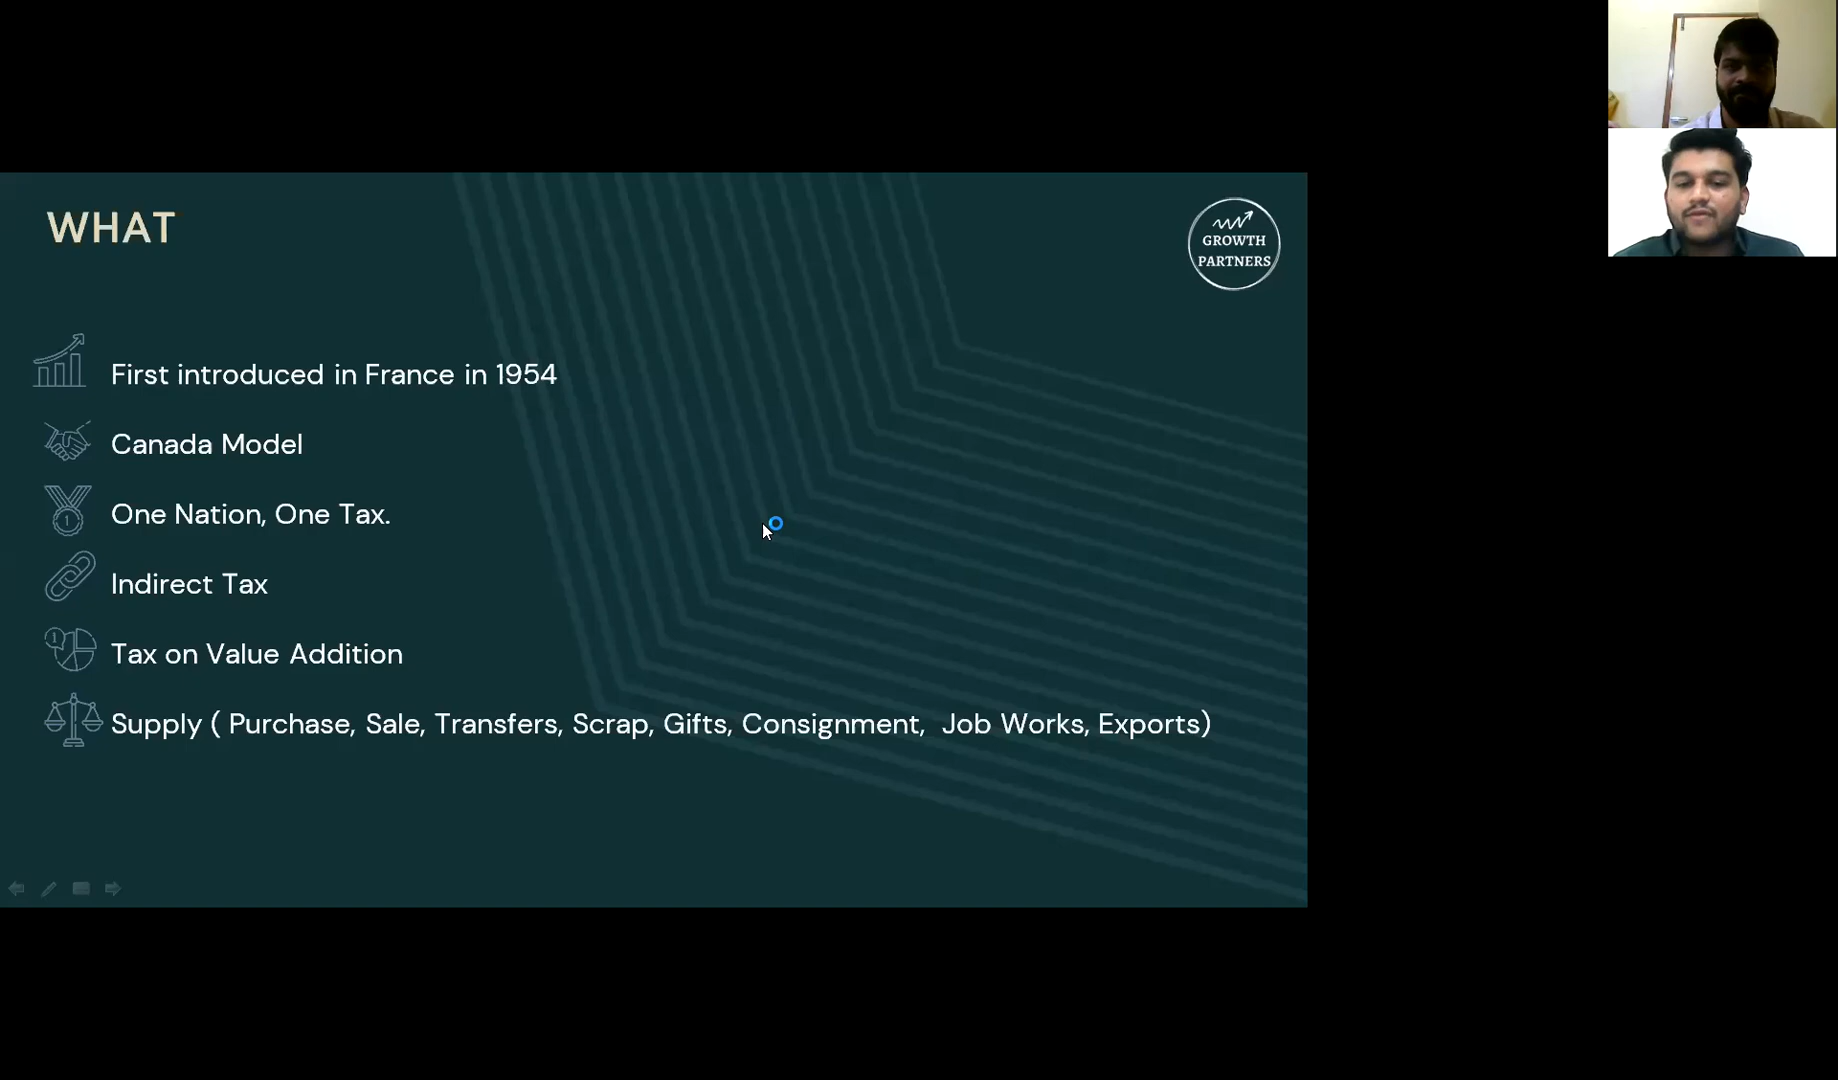 WHAT
GROWTH
PARTNERS
First introduced in France in 1954
Canada Model
One Nation, One Tax.
Indirect Tax
Tax on Value Addition
Supply ( Purchase, Sale, Transfers, Scrap, Gifts, Consignment,  Job Works, Exports)